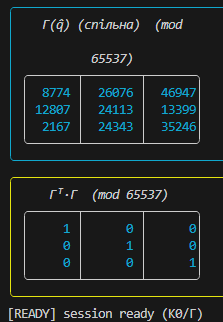 Γ(q̂) (спільна) (mod
65537)
8774 26076 46947
12807 24113 13399
2167 24343 35246
Γᵀ·Γ (mod 65537)
1 0 0
0 1 0
0 0 1
[READY] session ready (K0/Γ)